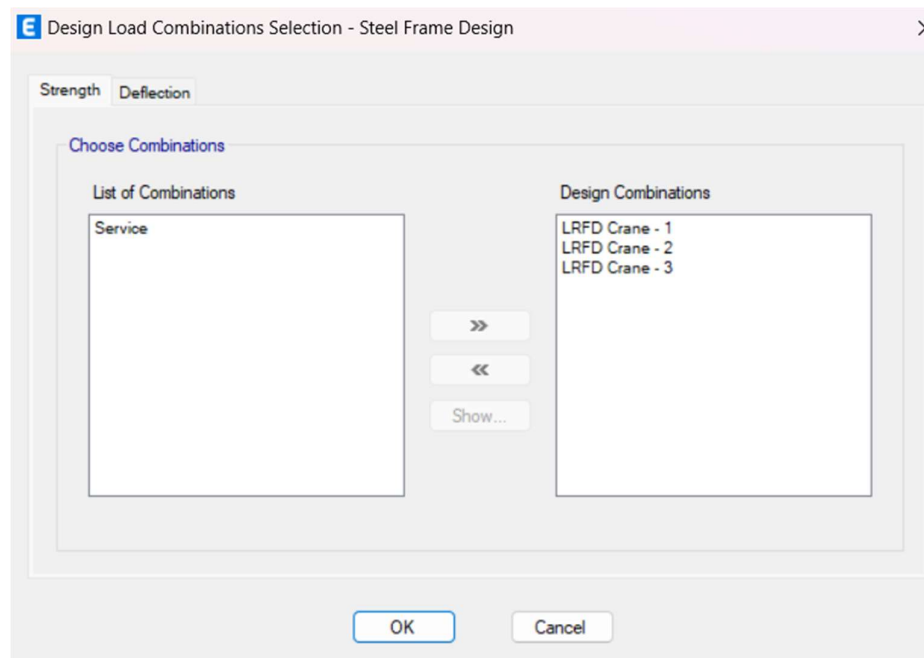 E Design Load Combinations Selection - Steel Frame Design
Strength Deflection
Choose Combinations
List of Combinations
Service
Design Combinations
LRFD Crane - 1
LRFD Crane - 2
LRFD Crane - 3
>>
<<
Show...
OK Cancel